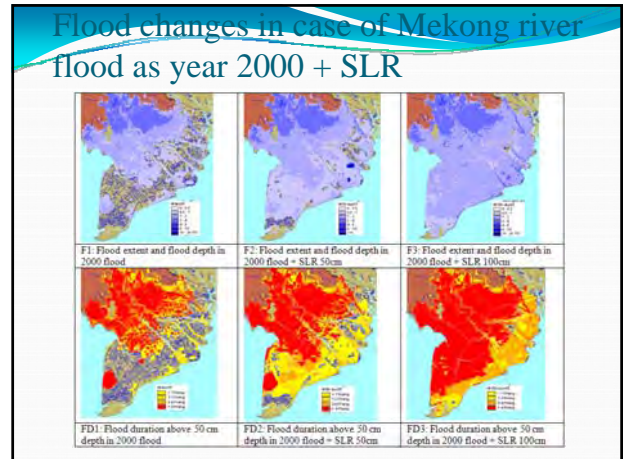 Flood changes in case of Mekong river
flood as year 2000 + SLR
F1: Flood extent and flood depth in
2000 flood
F2: Flood extent and flood depth in
2000 flood + SLR 50cm
F3: Flood extent and flood depth in
2000 flood + SLR 100cm
FD1: Flood duration above 50 cm
depth in 2000 flood
FD2: Flood duration above 50 cm
depth in 2000 flood + SLR 50cm
FD3: Flood duration above 50 cm
depth in 2000 flood + SLR 100cm